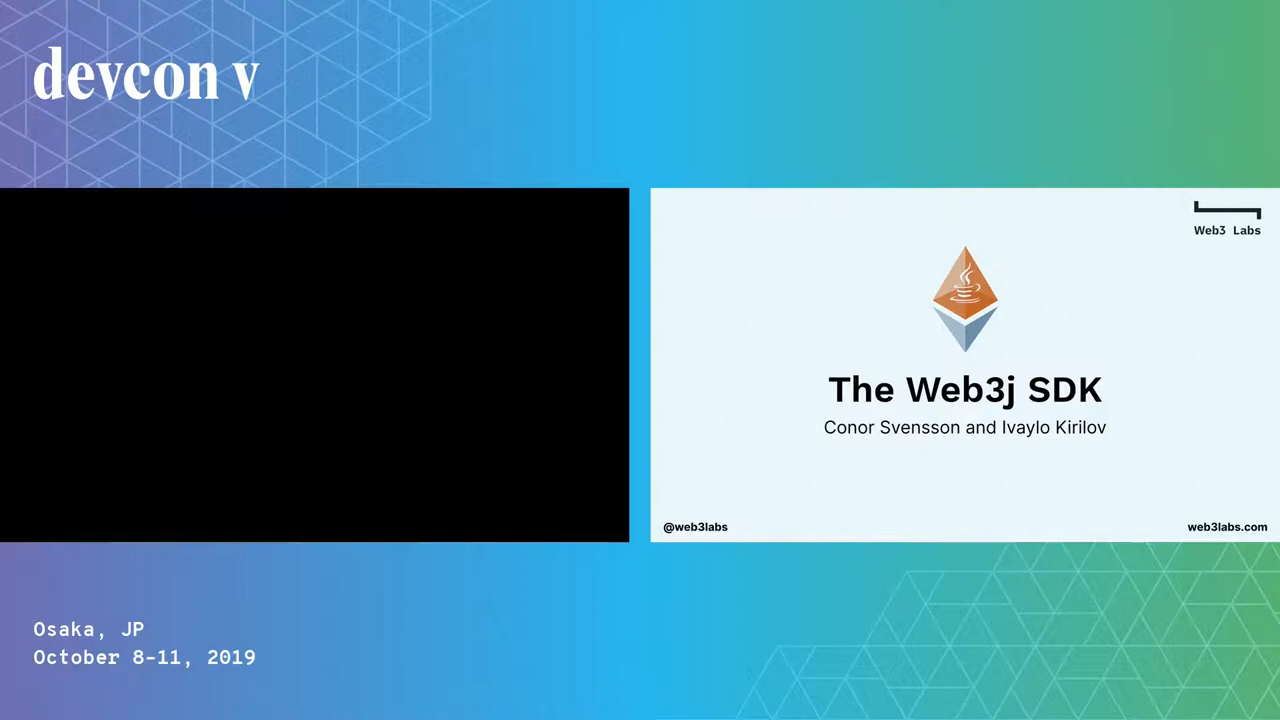 devcon v
Web3 Labs
The Web3j SDK
Conor Svensson and Ivaylo Kirilov
@web3labs
web3labs.com
Osaka, JP
October 8-11, 2019